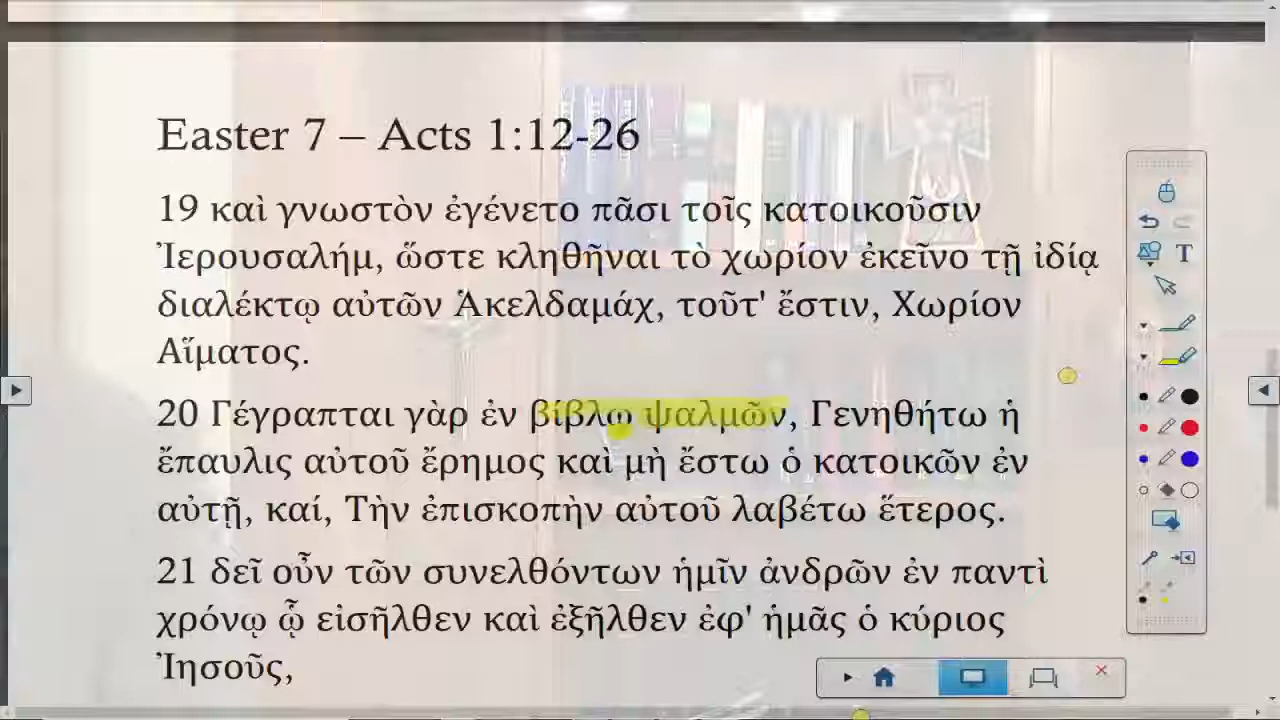 Easter 7 – Acts 1:12-26
19 καὶ γνωστὸν ἐγένετο πᾶσι τοῖς κατοικοῦσιν
Ἰερουσαλήμ, ὥστε κληθῆναι τὸ χωρίον ἐκεῖνο τῇ ἰδίᾳ
διαλέκτῳ αὐτῶν Ἁκελδαμάχ, τοῦτ' ἔστιν, Χωρίον
Αἵματος.
20 Γέγραπται γὰρ ἐν βίβλῳ ψαλμῶν, Γενηθήτω ἡ
ἔπαυλις αὐτοῦ ἔρημος καὶ μὴ ἔστω ὁ κατοικῶν ἐν
αὐτῇ, καί, Τὴν ἐπισκοπὴν αὐτοῦ λαβέτω ἕτερος.
21 δεῖ οὖν τῶν συνελθόντων ἡμῖν ἀνδρῶν ἐν παντὶ
χρόνῳ ᾧ εἰσῆλθεν καὶ ἐξῆλθεν ἐφ' ἡμᾶς ὁ κύριος
Ἰησοῦς,
T